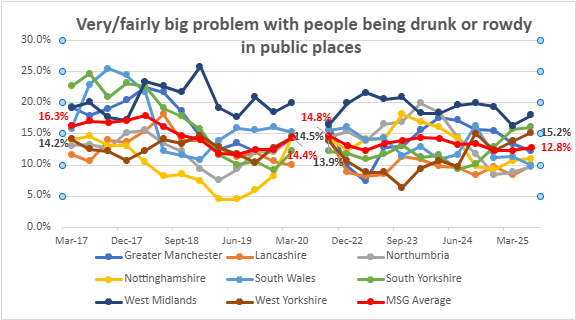 Very/fairly big problem with people being drunk or rowdy
in public places
30.0%
25.0%
20.0%
15.0%
10.0%
5.0%
0.0%
16.3%
14.2%
14.8%
14.5%
14.4%
13.9%
15.2%
12.8%
Mar-17 Dec-17 Sept-18 Jun-19 Mar-20 Dec-22 Sep-23 Jun-24 Mar-25
Greater Manchester Lancashire Northumbria
Nottinghamshire South Wales South Yorkshire
West Midlands West Yorkshire MSG Average